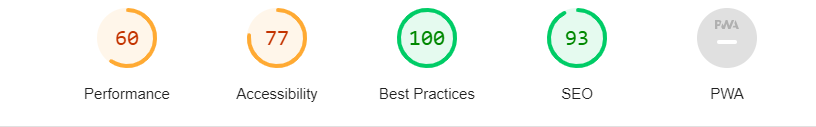 60 77 100 93 PWA
Performance Accessibility Best Practices SEO PWA